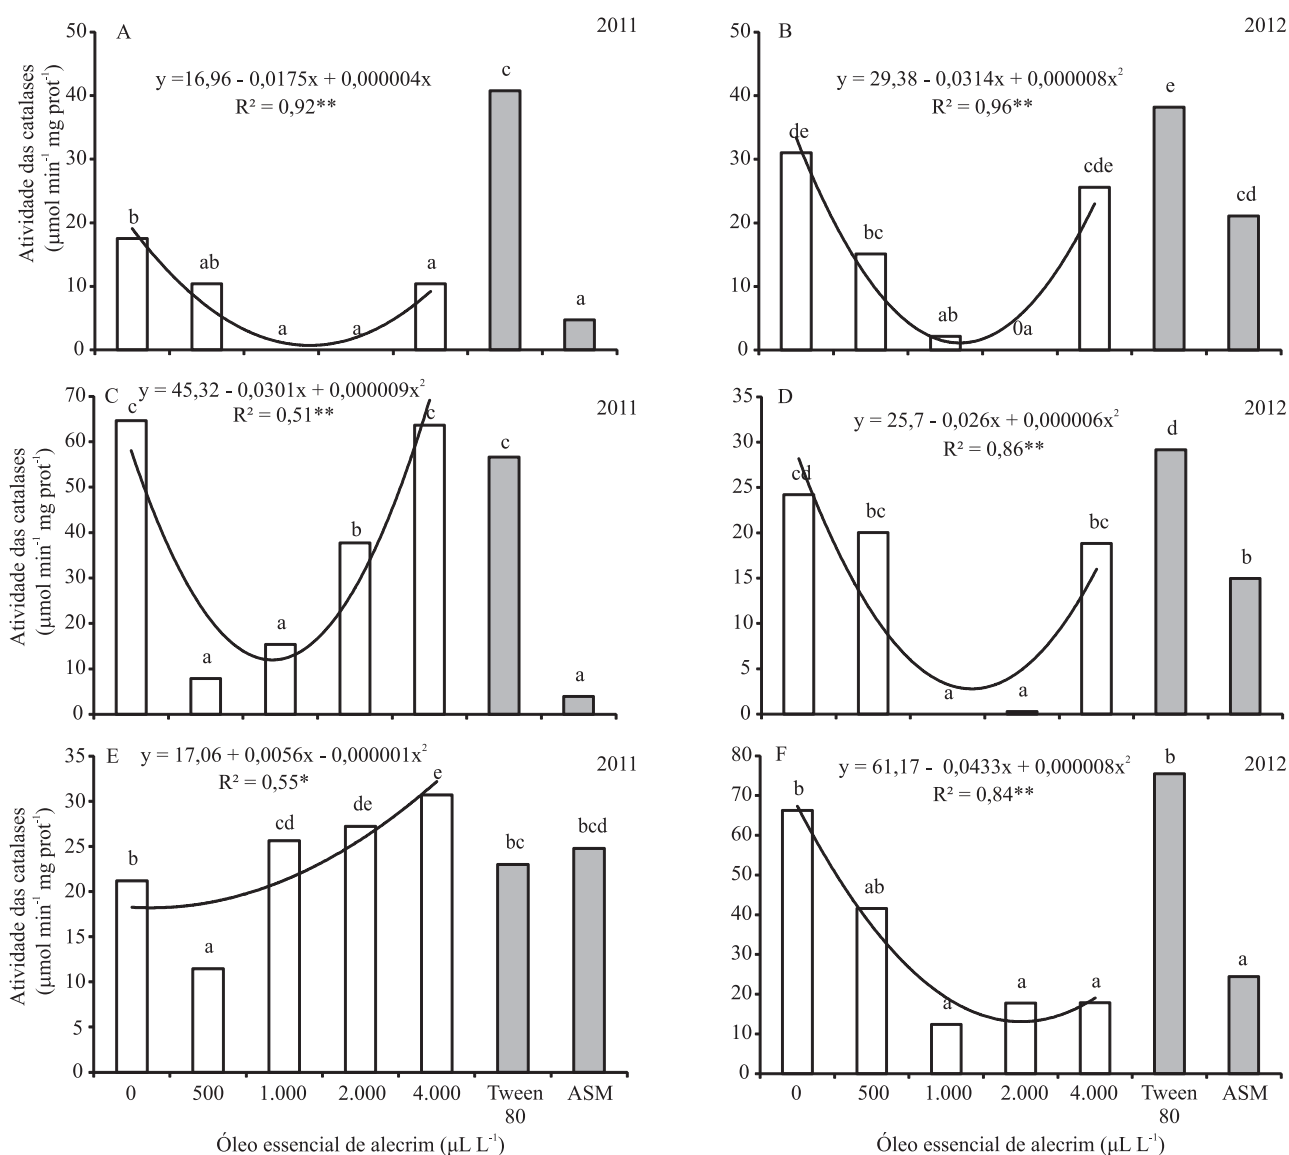 A
2011
y =16,96 - 0,0175x + 0,000004x
R² = 0,92**
Atividade das catalases
(μmol min⁻¹ mg prot⁻¹)
50
40
30
20
10
0
b
ab
a
a
a
c
a
B
2012
y = 29,38 - 0,0314x + 0,000008x²
R² = 0,96**
50
40
30
20
10
0
de
bc
ab
0a
cde
e
cd
C
2011
y = 45,32 - 0,0301x + 0,000009x²
R² = 0,51**
Atividade das catalases
(μmol min⁻¹ mg prot⁻¹)
70
60
50
40
30
20
10
0
c
a
a
b
c
c
a
D
2012
y = 25,7 - 0,026x + 0,000006x²
R² = 0,86**
35
30
25
20
15
10
5
0
cd
bc
a
a
bc
d
b
E
2011
y = 17,06 + 0,0056x - 0,000001x²
R² = 0,55*
Atividade das catalases
(μmol min⁻¹ mg prot⁻¹)
35
30
25
20
15
10
5
0
b
a
cd
de
e
bc
bcd
0 500 1.000 2.000 4.000 Tween 80 ASM
Óleo essencial de alecrim (μL L⁻¹)
F
2012
y = 61,17 - 0,0433x + 0,000008x²
R² = 0,84**
80
70
60
50
40
30
20
10
0
b
ab
a
a
a
b
a
0 500 1.000 2.000 4.000 Tween 80 ASM
Óleo essencial de alecrim (μL L⁻¹)